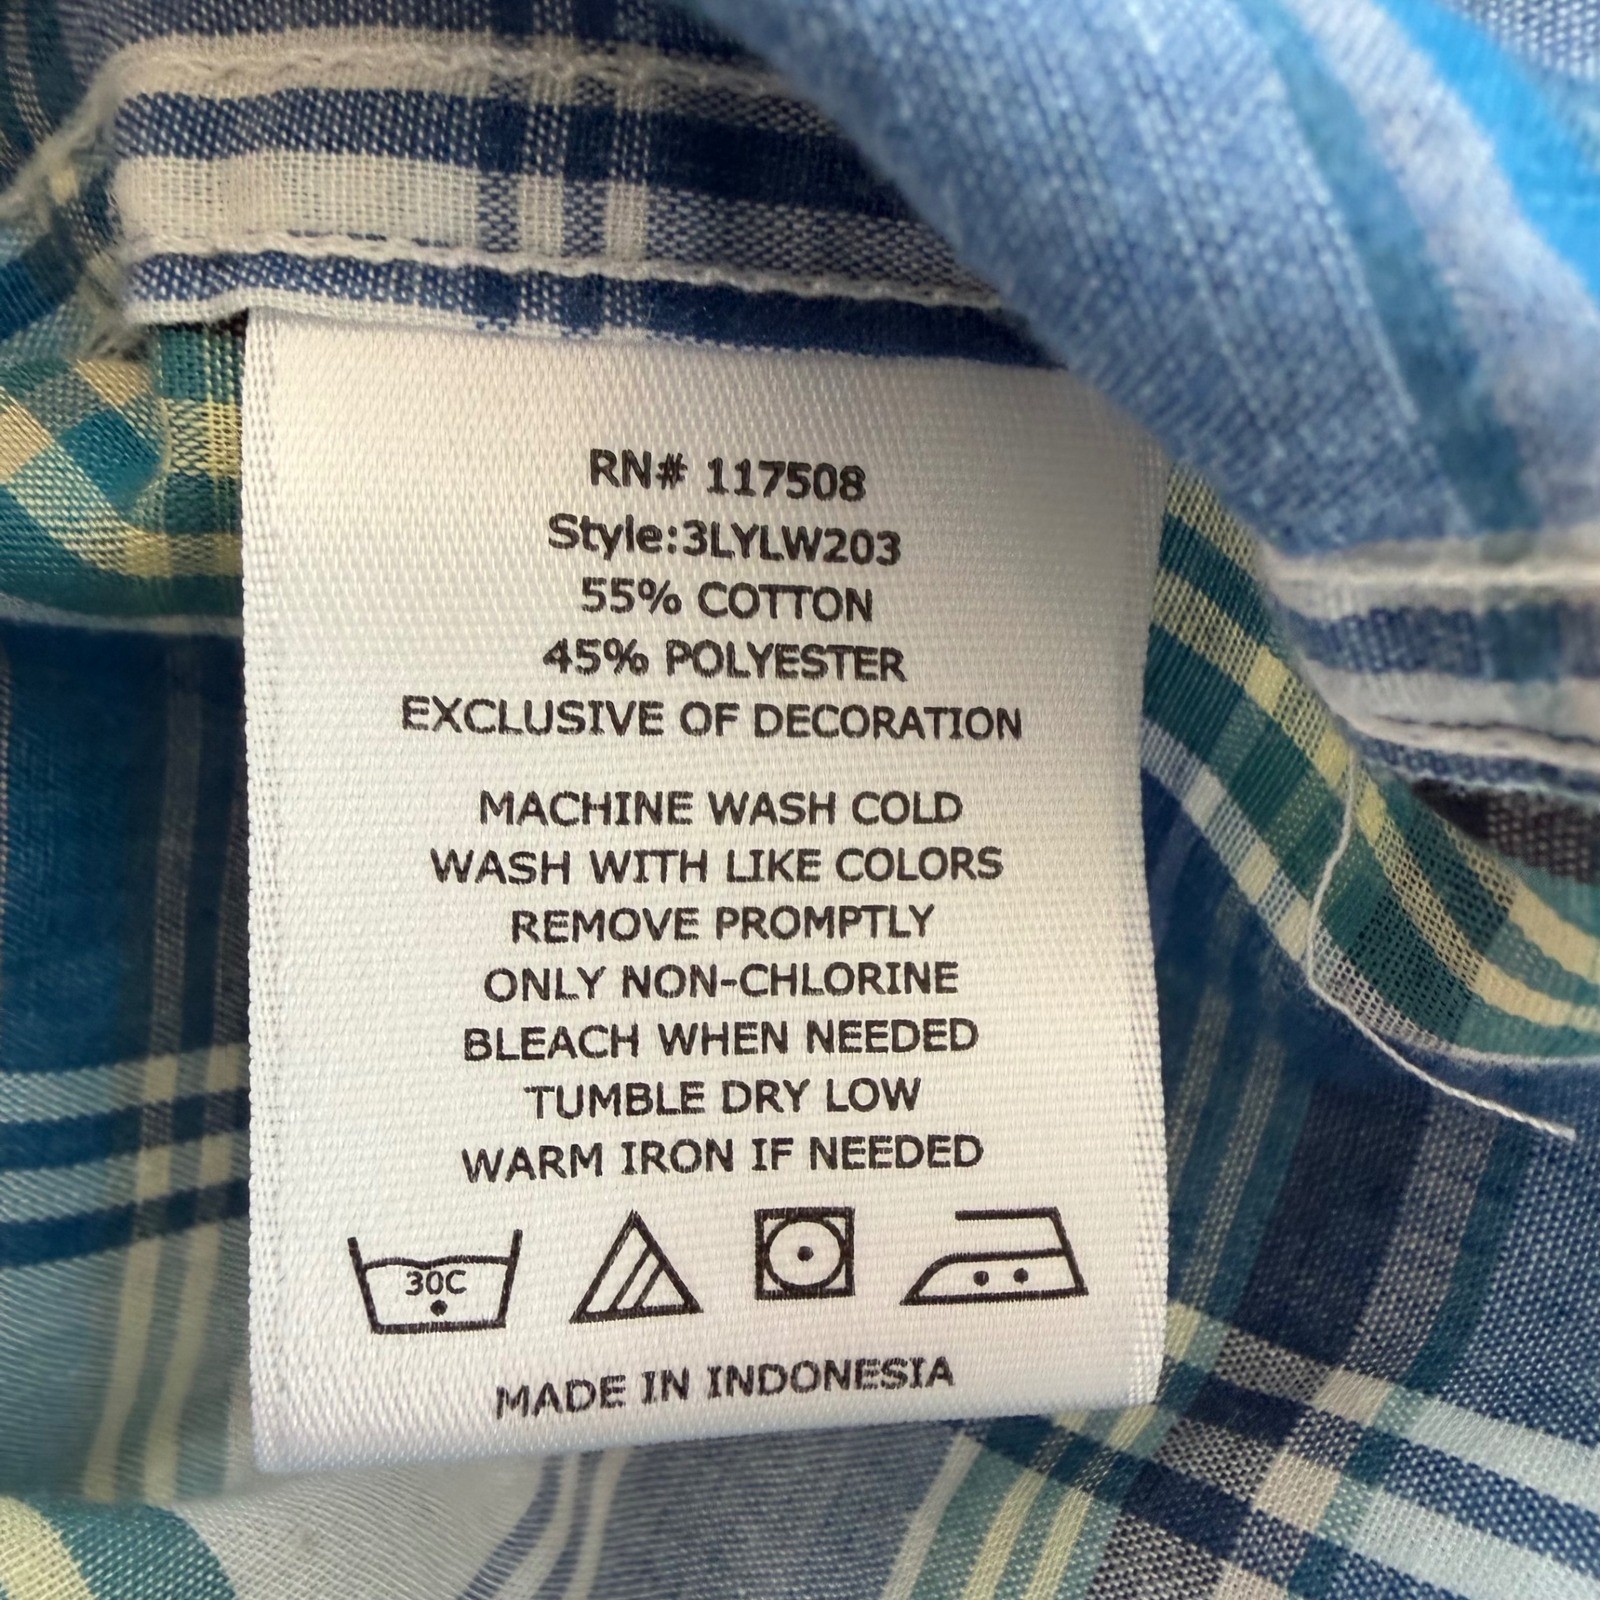 RN# 117508
Style:3LYLW203
55% COTTON
45% POLYESTER
EXCLUSIVE OF DECORATION
MACHINE WASH COLD
WASH WITH LIKE COLORS
REMOVE PROMPTLY
ONLY NON-CHLORINE
BLEACH WHEN NEEDED
TUMBLE DRY LOW
WARM IRON IF NEEDED
30C
MADE IN INDONESIA